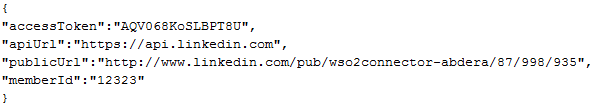 {
"accessToken":"AQV068KoSLBPT8U",
"apiUrl":"https://api.linkedin.com",
"publicUrl":"http://www.linkedin.com/pub/wso2connector-abdera/87/998/935",
"memberId":"12323"
}